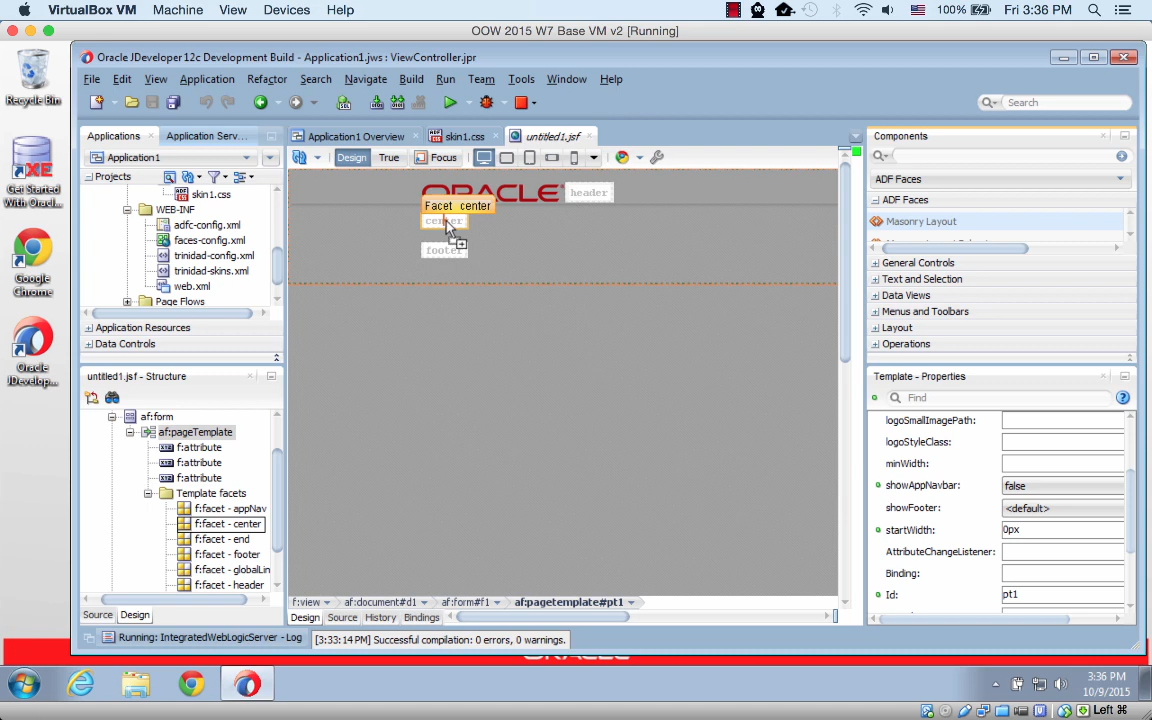 VirtualBox VM Machine View Devices Help
100% Fri 3:36 PM
OOW 2015 W7 Base VM v2 [Running]
Recycle Bin
Get Started
With Oracl...
Google
Chrome
Oracle
JDevelop...
Oracle JDeveloper 12c Development Build - Application1.jws : ViewController.jpr
File Edit View Application Refactor Search Navigate Build Run Team Tools Window Help
Search
Applications
Application Serv...
Application1
Projects
skin1.css
WEB-INF
adfc-config.xml
faces-config.xml
trinidad-config.xml
trinidad-skins.xml
web.xml
Page Flows
Application Resources
Data Controls
untitled1.jsf - Structure
af:form
af:pageTemplate
f:attribute
f:attribute
f:attribute
Template facets
f:facet - appNav
f:facet - center
f:facet - end
f:facet - footer
f:facet - globalLin
f:facet - header
Source Design
Application1 Overview
skin1.css
untitled1.jsf
Design True Focus
ORACLE
header
Facet center
center
footer
f:view af:document#d1 af:form#f1 af:pagetemplate#pt1
Design Source History Bindings
Running: IntegratedWebLogicServer - Log
[3:33:14 PM] Successful compilation: 0 errors, 0 warnings.
Components
ADF Faces
ADF Faces
Masonry Layout
General Controls
Text and Selection
Data Views
Menus and Toolbars
Layout
Operations
Template - Properties
Find
logoSmallImagePath:
logoStyleClass:
minWidth:
showAppNavbar: false
showFooter: <default>
startWidth: 0px
AttributeChangeListener:
Binding:
Id: pt1
ORACLE
3:36 PM
10/9/2015
Left ⌘